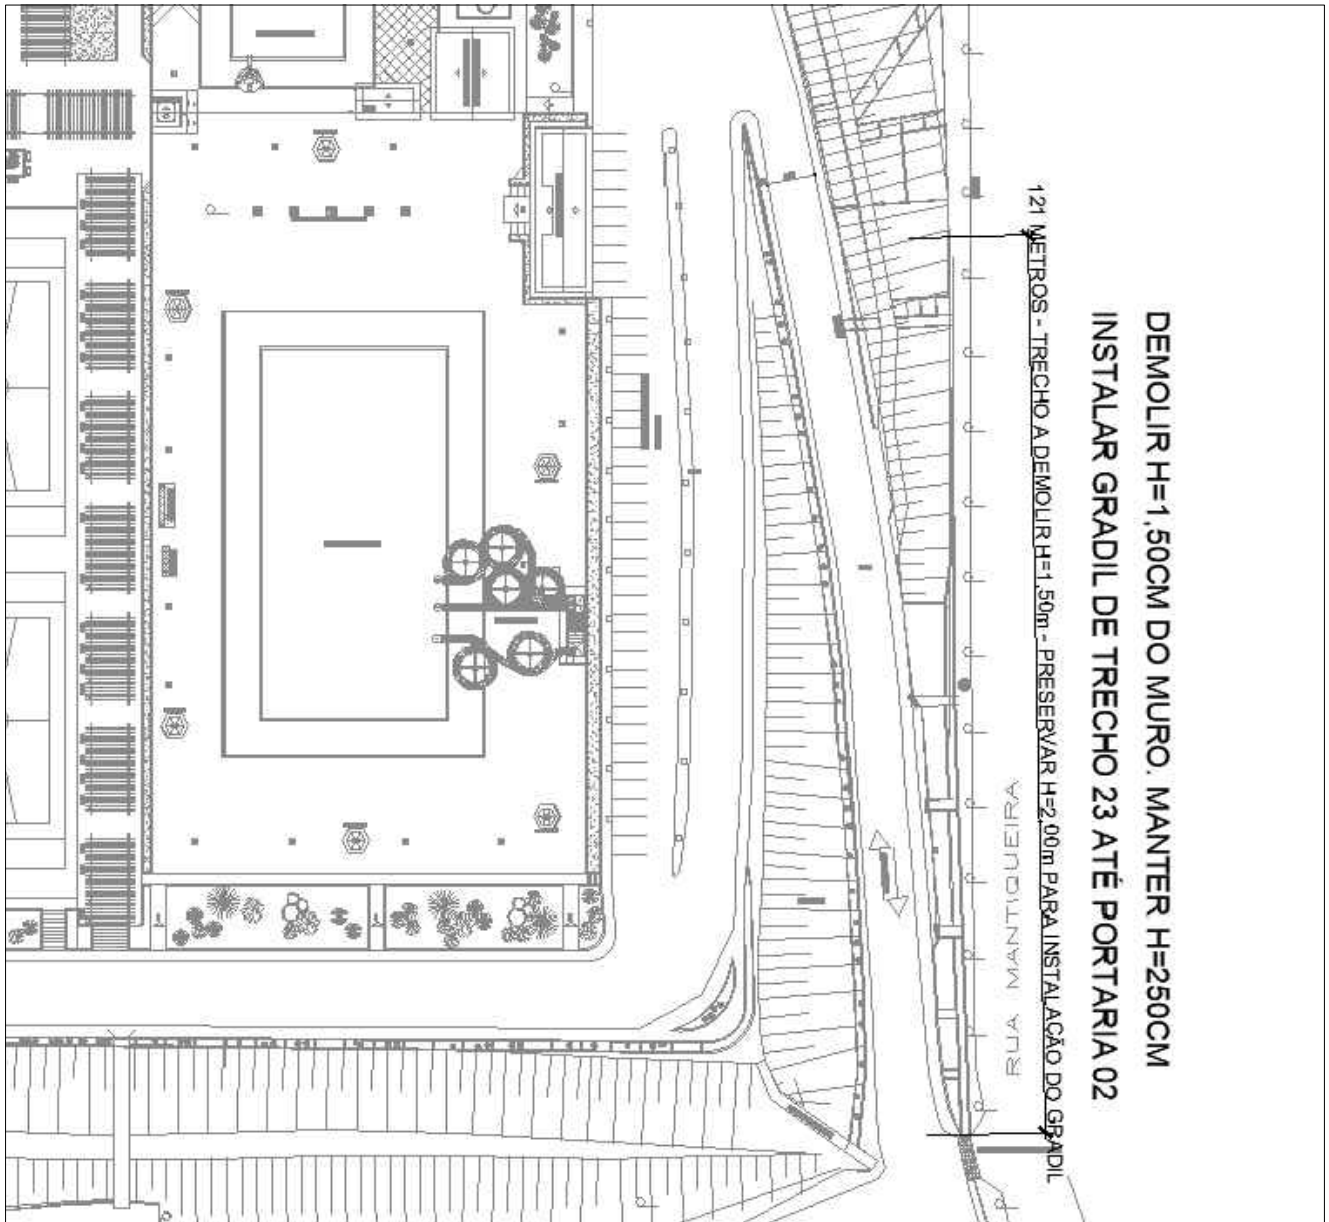 DEMOLIR H=1,50CM DO MURO. MANTER H=250CM
INSTALAR GRADIL DE TRECHO 23 ATÉ PORTARIA 02
121 METROS - TRECHO A DEMOLIR H=1,50m - PRESERVAR H=2,00m PARA INSTALAÇÃO DO GRADIL
RUA MANTIQUEIRA